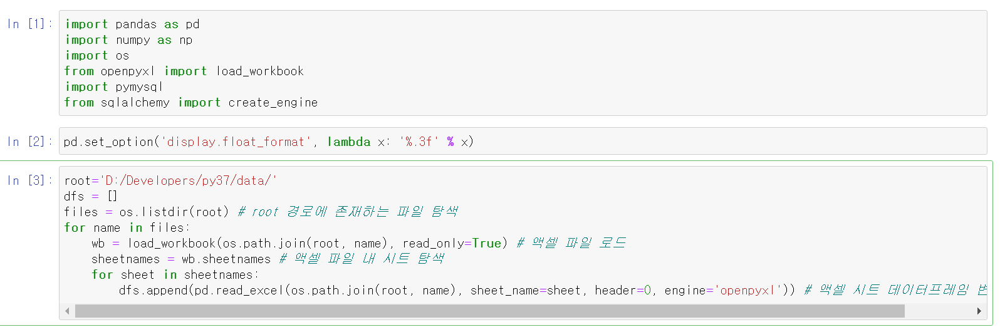 In [1]:
import pandas as pd
import numpy as np
import os
from openpyxl import load_workbook
import pymysql
from sqlalchemy import create_engine
In [2]:
pd.set_option('display.float_format', lambda x: '%.3f' % x)
In [3]:
root='D:/Developers/py37/data/'
dfs = []
files = os.listdir(root) # root 경로에 존재하는 파일 탐색
for name in files:
    wb = load_workbook(os.path.join(root, name), read_only=True) # 액셀 파일 로드
    sheetnames = wb.sheetnames # 액셀 파일 내 시트 탐색
    for sheet in sheetnames:
        dfs.append(pd.read_excel(os.path.join(root, name), sheet_name=sheet, header=0, engine='openpyxl')) # 액셀 시트 데이터프레임